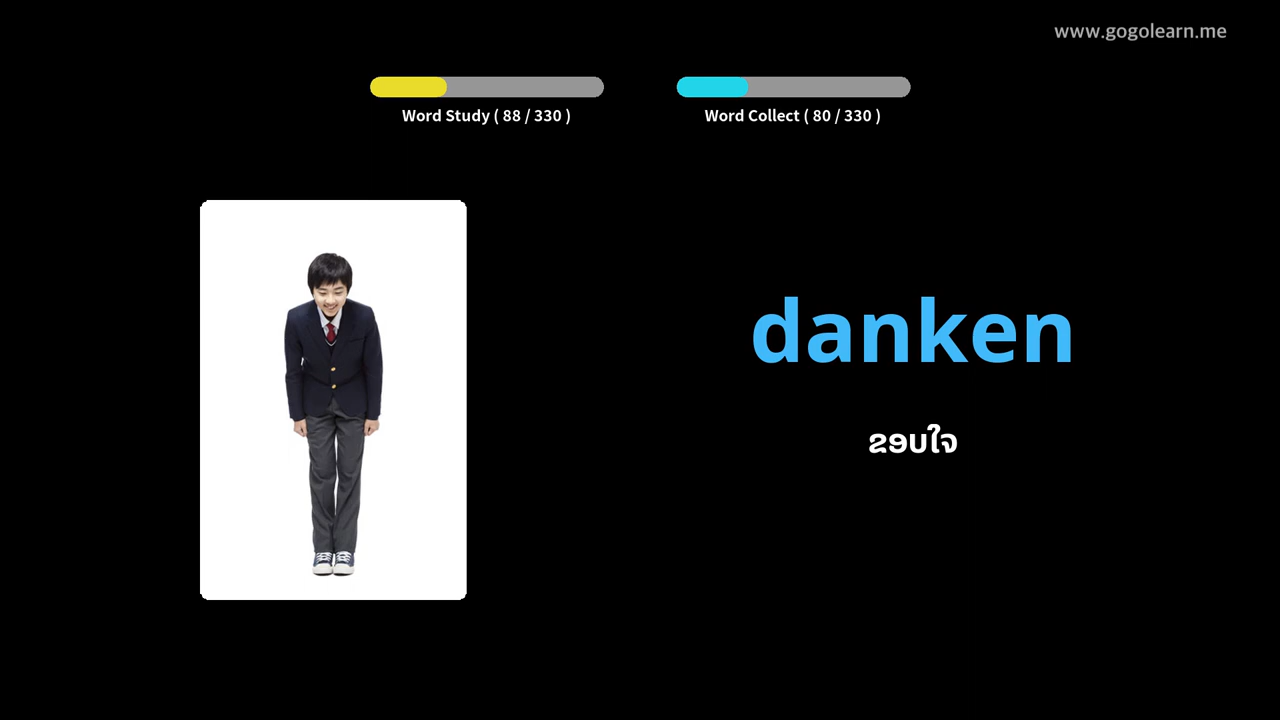 www.gogolearn.me
Word Study ( 88 / 330 )
Word Collect ( 80 / 330 )
danken
ຂອບໃຈ